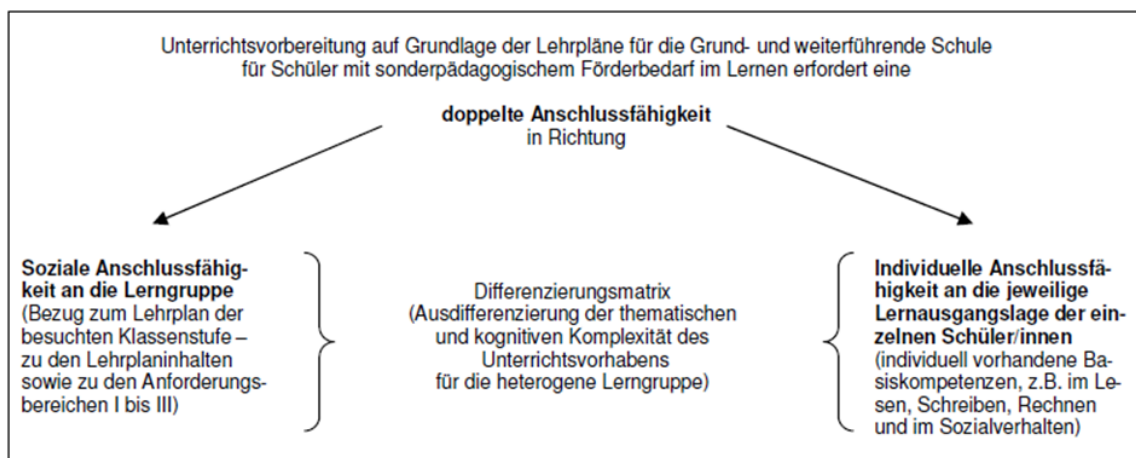 Unterrichtsvorbereitung auf Grundlage der Lehrpläne für die Grund- und weiterführende Schule
für Schüler mit sonderpädagogischem Förderbedarf im Lernen erfordert eine
doppelte Anschlussfähigkeit
in Richtung
Soziale Anschlussfähig-
keit an die Lerngruppe
(Bezug zum Lehrplan der
besuchten Klassenstufe –
zu den Lehrplaninhalten
sowie zu den Anforderungs-
bereichen I bis III)
Differenzierungsmatrix
(Ausdifferenzierung der thematischen
und kognitiven Komplexität des
Unterrichtsvorhabens
für die heterogene Lerngruppe)
Individuelle Anschlussfä-
higkeit an die jeweilige
Lernausgangslage der ein-
zelnen Schüler/innen
(individuell vorhandene Ba-
siskompetenzen, z.B. im Le-
sen, Schreiben, Rechnen
und im Sozialverhalten)